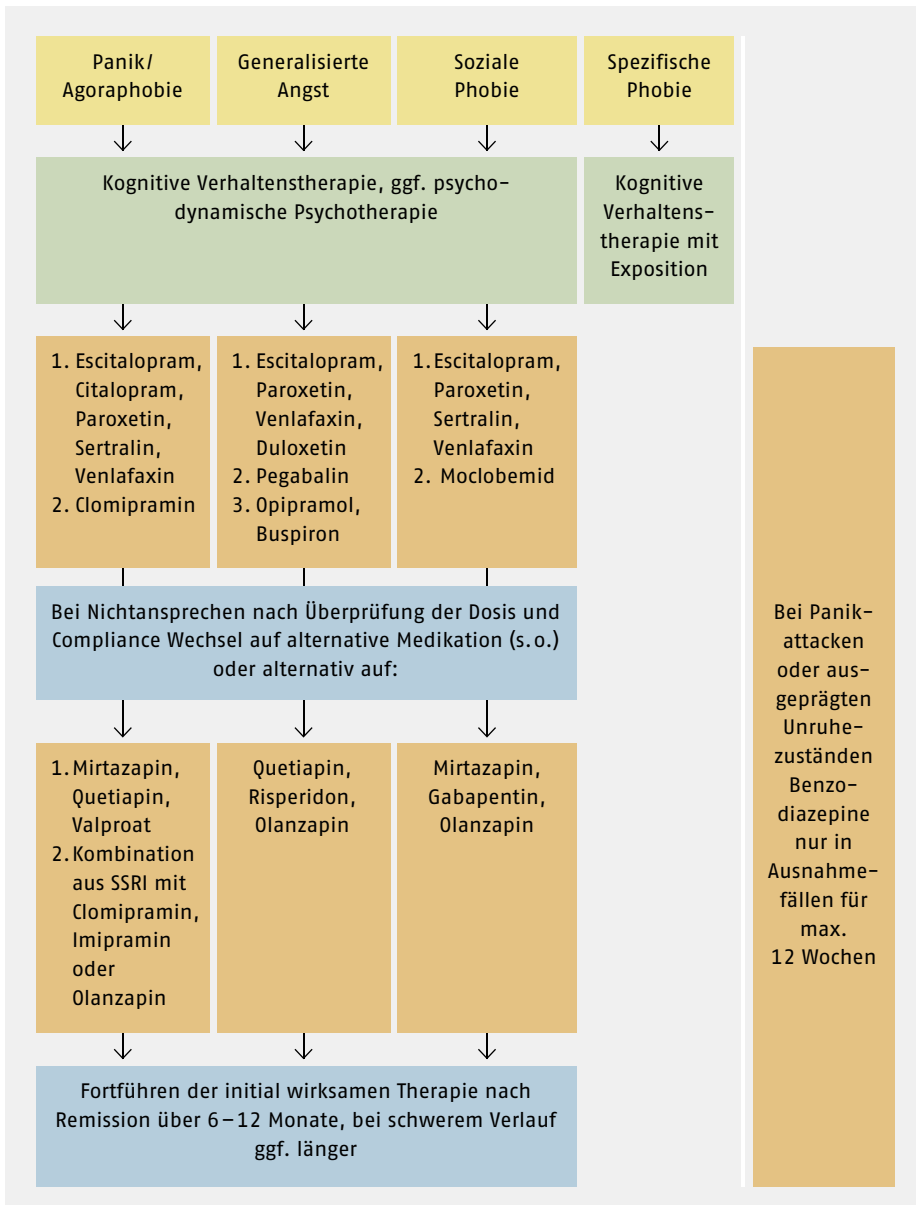 Panik/
Agoraphobie
Generalisierte
Angst
Soziale
Phobie
Spezifische
Phobie
Kognitive Verhaltenstherapie, ggf. psycho-
dynamische Psychotherapie
Kognitive
Verhaltens-
therapie mit
Exposition
1. Escitalopram,
Citalopram,
Paroxetin,
Sertralin,
Venlafaxin
2. Clomipramin
1. Escitalopram,
Paroxetin,
Venlafaxin,
Duloxetin
2. Pegabalin
3. Opipramol,
Buspiron
1. Escitalopram,
Paroxetin,
Sertralin,
Venlafaxin
2. Moclobemid
Bei Nichtansprechen nach Überprüfung der Dosis und
Compliance Wechsel auf alternative Medikation (s.o.)
oder alternativ auf:
1. Mirtazapin,
Quetiapin,
Valproat
2. Kombination
aus SSRI mit
Clomipramin,
Imipramin
oder
Olanzapin
Quetiapin,
Risperidon,
Olanzapin
Mirtazapin,
Gabapentin,
Olanzapin
Fortführen der initial wirksamen Therapie nach
Remission über 6–12 Monate, bei schwerem Verlauf
ggf. länger
Bei Panik-
attacken
oder aus-
geprägten
Unruhe-
zuständen
Benzo-
diazepine
nur in
Ausnahme-
fällen für
max.
12 Wochen